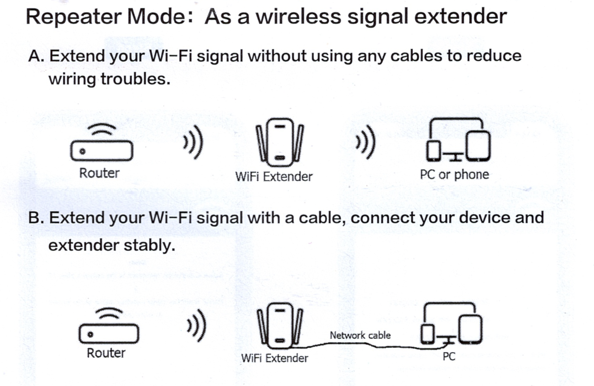 Repeater Mode: As a wireless signal extender
A. Extend your Wi-Fi signal without using any cables to reduce
wiring troubles.
Router
WiFi Extender
PC or phone
B. Extend your Wi-Fi signal with a cable, connect your device and
extender stably.
Network cable
Router
WiFi Extender
PC